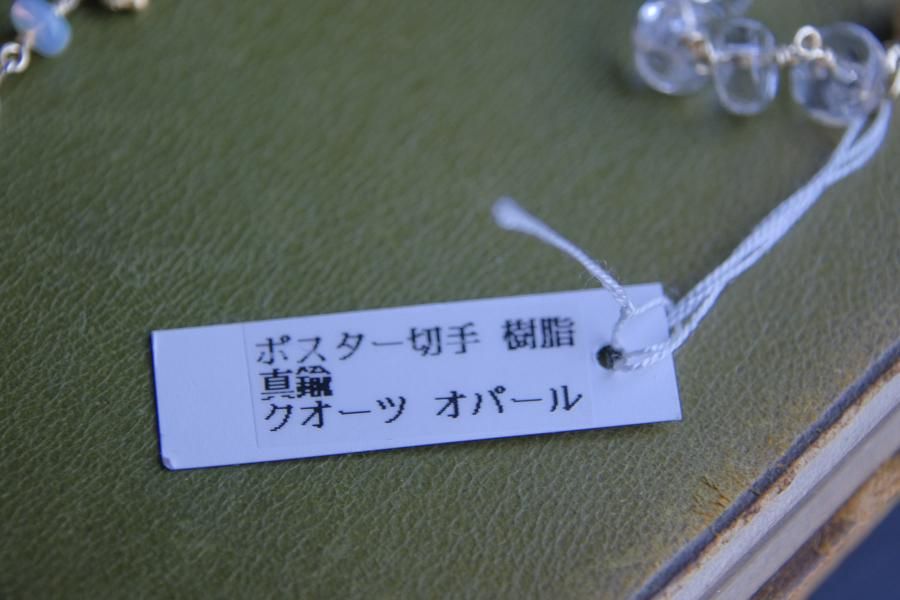 ポスター切手 樹脂
真鍮
クオーツ オパール